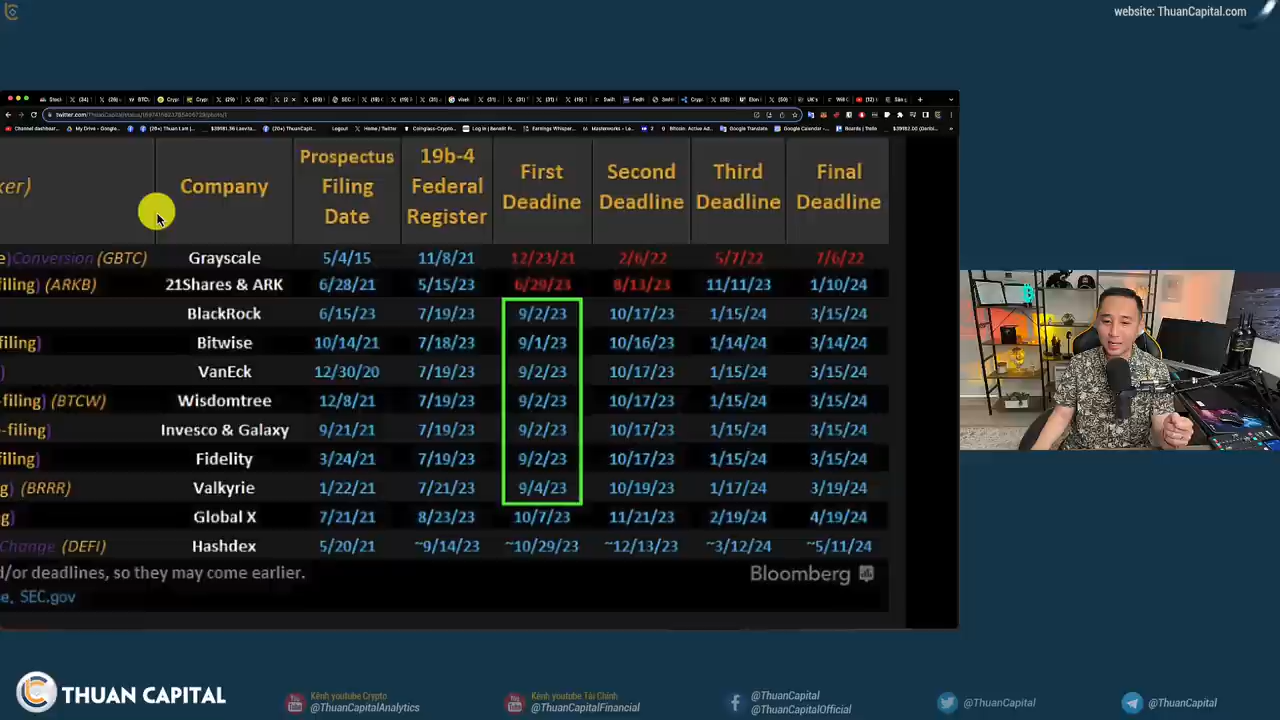 website: ThuanCapital.com
ker)
Company
Prospectus
Filing
Date
19b-4
Federal
Register
First
Deadine
Second
Deadline
Third
Deadline
Final
Deadline
e)Conversion (GBTC) Grayscale 5/4/15 11/8/21 12/23/21 2/6/22 5/7/22 7/6/22
filing) (ARKB) 21Shares & ARK 6/28/21 5/15/23 6/29/23 8/13/23 11/11/23 1/10/24
BlackRock 6/15/23 7/19/23 9/2/23 10/17/23 1/15/24 3/15/24
filing) Bitwise 10/14/21 7/18/23 9/1/23 10/16/23 1/14/24 3/14/24
) VanEck 12/30/20 7/19/23 9/2/23 10/17/23 1/15/24 3/15/24
-filing) (BTCW) Wisdomtree 12/8/21 7/19/23 9/2/23 10/17/23 1/15/24 3/15/24
e-filing) Invesco & Galaxy 9/21/21 7/19/23 9/2/23 10/17/23 1/15/24 3/15/24
filing) Fidelity 3/24/21 7/19/23 9/2/23 10/17/23 1/15/24 3/15/24
g) (BRRR) Valkyrie 1/22/21 7/21/23 9/4/23 10/19/23 1/17/24 3/19/24
g) Global X 7/21/21 8/23/23 10/7/23 11/21/23 2/19/24 4/19/24
Change (DEFI) Hashdex 5/20/21 ~9/14/23 ~10/29/23 ~12/13/23 ~3/12/24 ~5/11/24
d/or deadlines, so they may come earlier.
Bloomberg
e, SEC.gov
THUAN CAPITAL
Kênh youtube Crypto
@ThuanCapitalAnalytics
Kênh youtube Tài Chính
@ThuanCapitalFinancial
@ThuanCapital
@ThuanCapitalOfficial
@ThuanCapital
@ThuanCapital